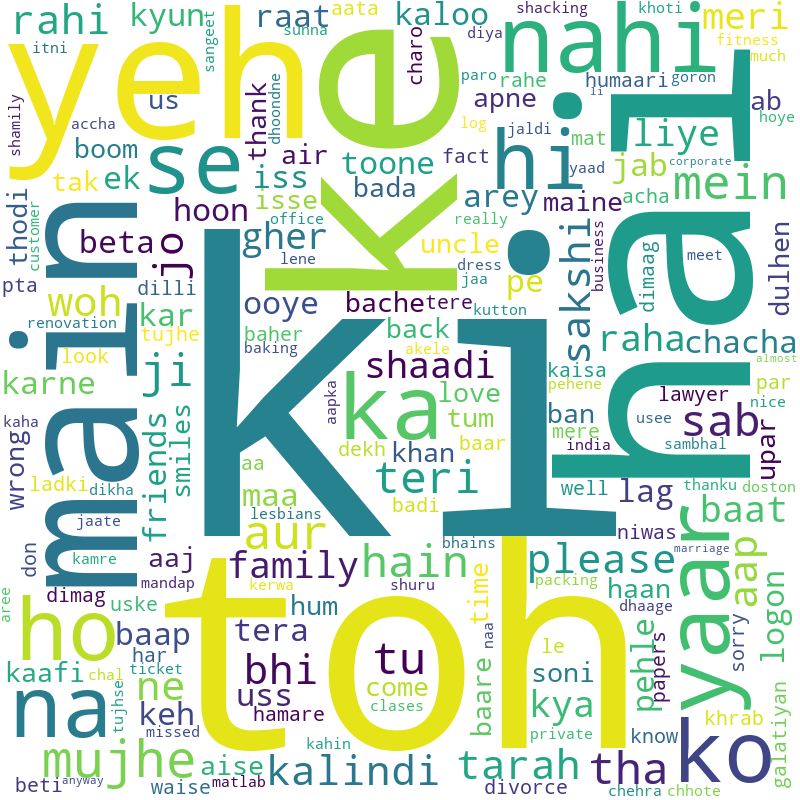 rahi kyun sangeet raat aata kaloo diya shacking khoti meri
itni yehe sunna charo nahi fitness much
shamily accha us dhoondne thank ke paro rahe humaari goron li ab
boom air log apne jaldi hi mat liye hoye
tak ek se iss toone fact yaad jab corporate
thodi customer hoon isse bada office arey maine acha mein
jo beta gher uncle really sakshi business hai
pta woh dilli lene pe dress jaa dimaag meet dulhen
main renovation kar ooye bache tere kutton
look tujhe baher baking back raha chacha almost
karne ji akele shaadi ki kaisa pehene par
kaha aapka ka love tum ban mere lawyer nice
wrong friends smiles dekh khan baar india usee sab sambhal upar
ladki dikha aa teri well thanku doston
jaate maa lesbians badi lag baat
don aur niwas
kamre aaj mandap family hain bhains please marriage
aree dimag kerwa shuru time packing haan yaar aap
ho uske hum naa dhaage logon
baap tera toh tu le pehle papers sorry
kaafi har bhi baare soni
chal ticket tujhse ne uss come kya khrab
na keh hamare clases private galatiyan
missed kahin know ko
mujhe aise kalindi tarah tha
beti anyway waise matlab divorce chehra chhote